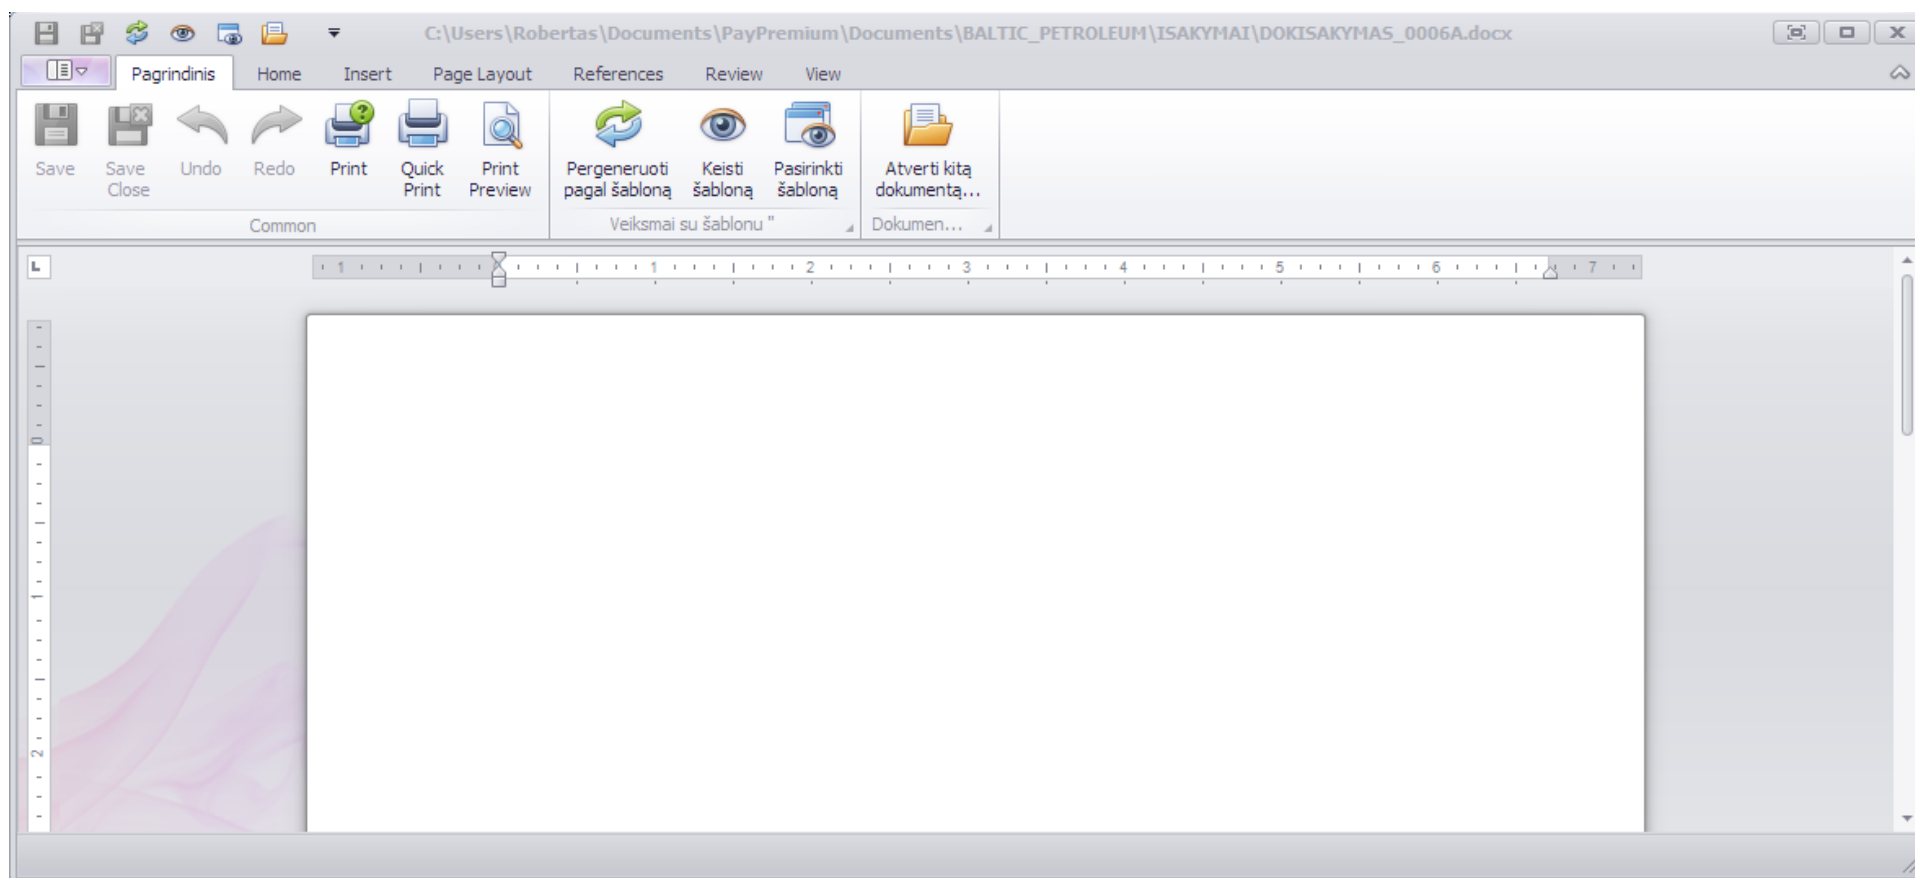 C:\Users\Robertas\Documents\PayPremium\Documents\BALTIC_PETROLEUM\ISAKYMAI\DOKISAKYMAS_0006A.docx
Pagrindinis Home Insert Page Layout References Review View
Save
Save
Close
Undo
Redo
Print
Quick
Print
Print
Preview
Pergeneruoti
pagal šabloną
Keisti
šabloną
Pasirinkti
šabloną
Atverti kitą
dokumentą...
Common
Veiksmai su šablonu "
Dokumen...
L
1 1 2 3 4 5 6 7
0
1
2